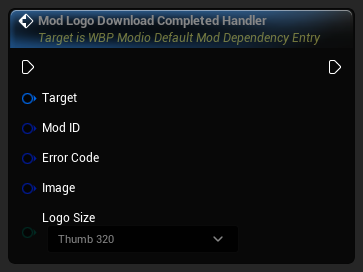 Mod Logo Download Completed Handler
Target is WBP Modio Default Mod Dependency Entry
Target
Mod ID
Error Code
Image
Logo Size
Thumb 320